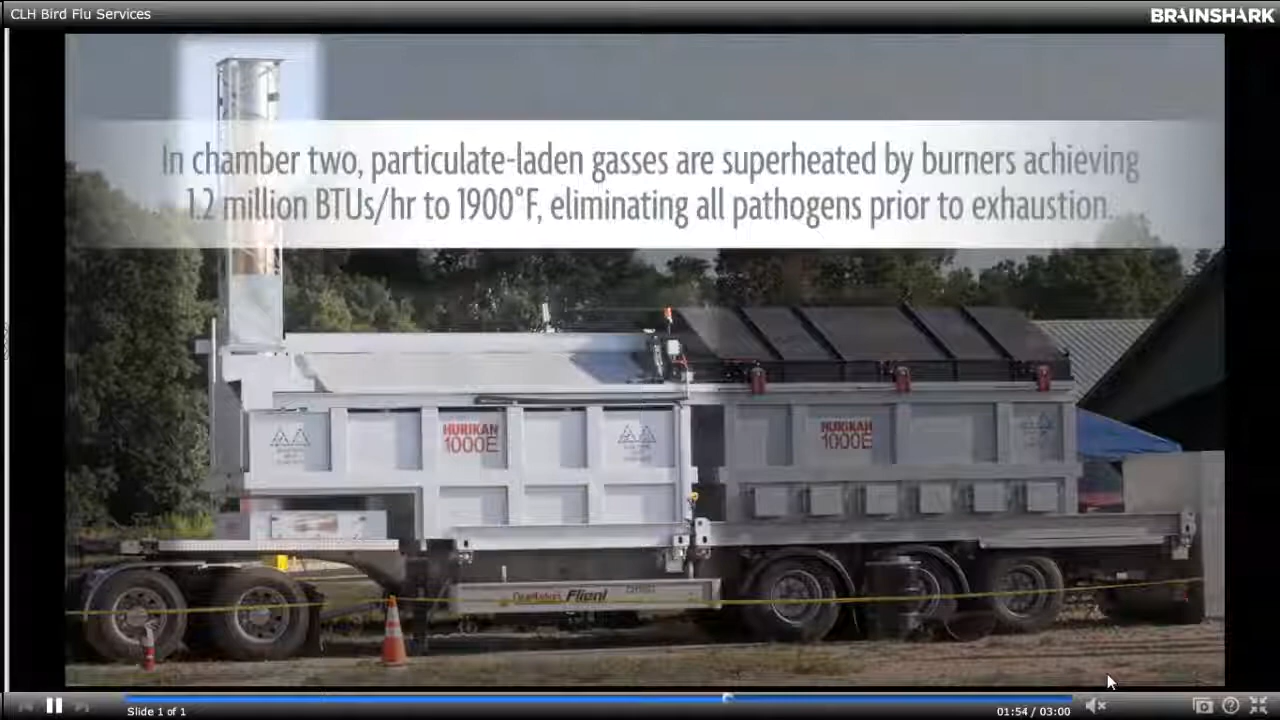 CLH Bird Flu Services
BRAINSHARK
In chamber two, particulate-laden gasses are superheated by burners achieving
1.2 million BTUs/hr to 1900°F, eliminating all pathogens prior to exhaustion.
HURIKAN
1000E
HURIKAN
1000E
Slide 1 of 1
01:54 / 03:00